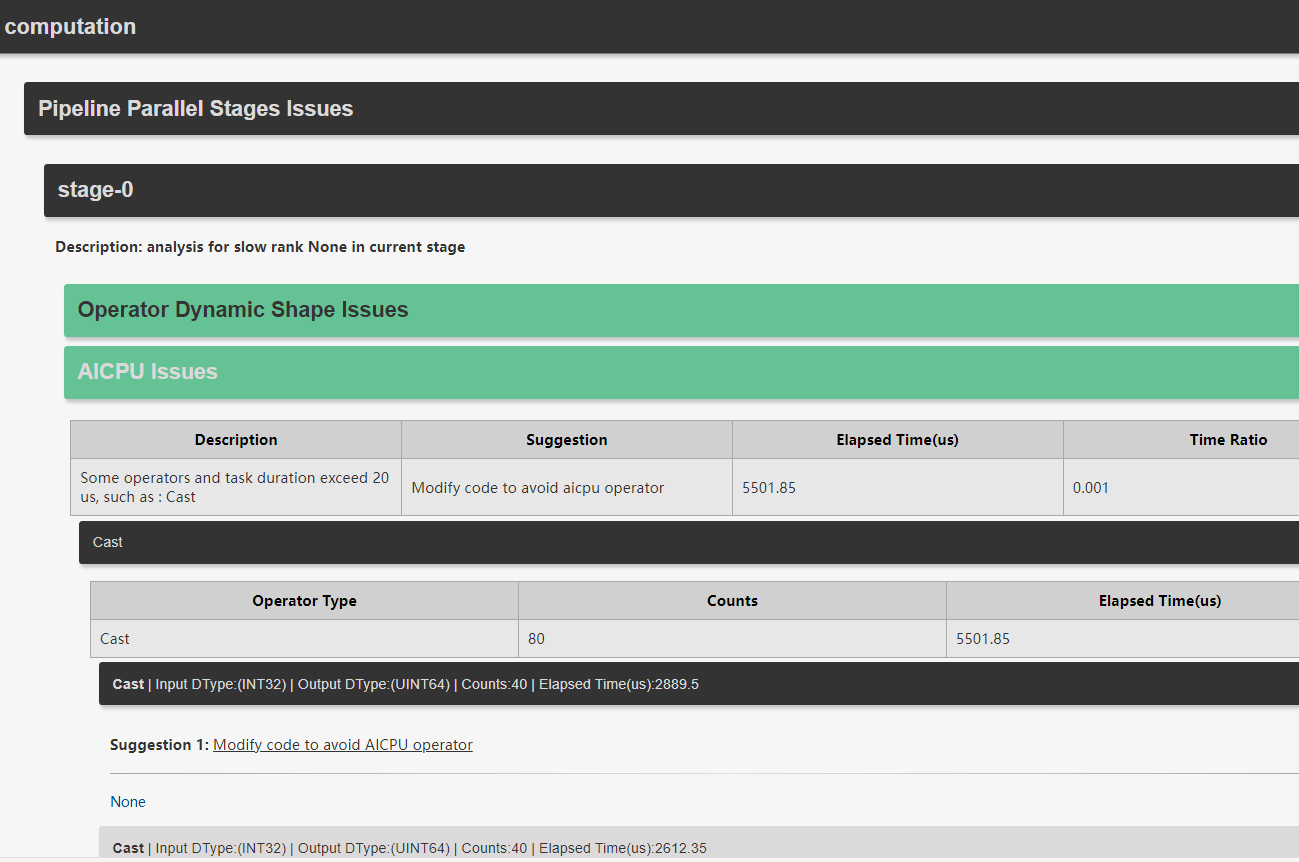 computation
Pipeline Parallel Stages Issues
stage-0
Description: analysis for slow rank None in current stage
Operator Dynamic Shape Issues
AICPU Issues
Description Suggestion Elapsed Time(us) Time Ratio
Some operators and task duration exceed 20
us, such as : Cast
Modify code to avoid aicpu operator 5501.85 0.001
Cast
Operator Type Counts Elapsed Time(us)
Cast 80 5501.85
Cast | Input DType:(INT32) | Output DType:(UINT64) | Counts:40 | Elapsed Time(us):2889.5
Suggestion 1: Modify code to avoid AICPU operator
None
Cast | Input DType:(INT32) | Output DType:(UINT64) | Counts:40 | Elapsed Time(us):2612.35